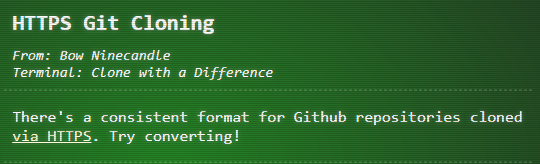 HTTPS Git Cloning
From: Bow Ninecandle
Terminal: Clone with a Difference
There's a consistent format for Github repositories cloned
via HTTPS. Try converting!